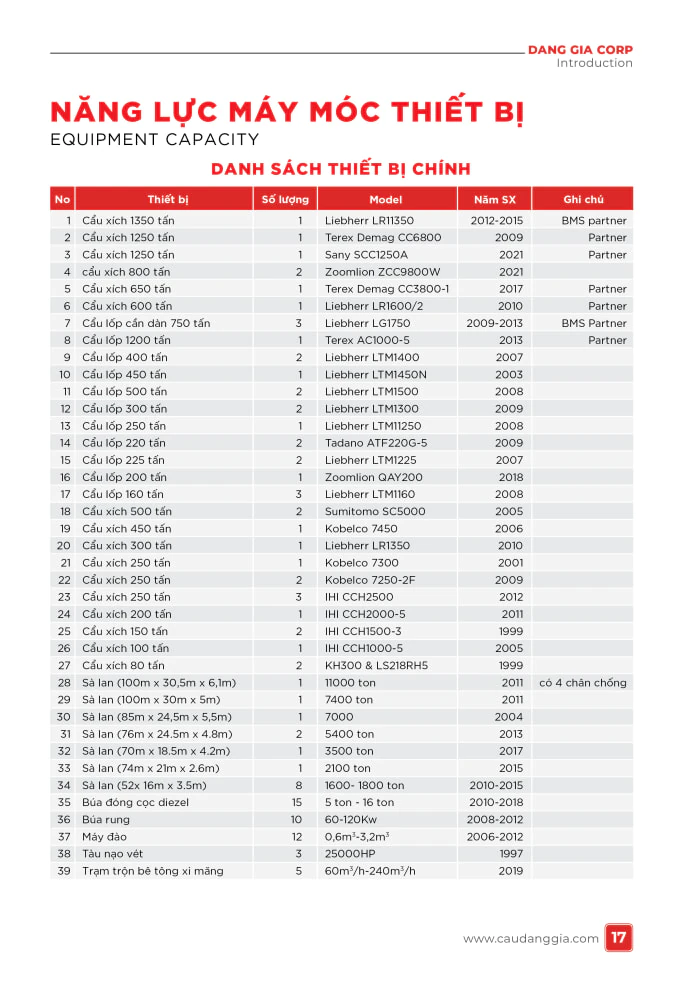 DANG GIA CORP
Introduction
NĂNG LỰC MÁY MÓC THIẾT BỊ
EQUIPMENT CAPACITY
DANH SÁCH THIẾT BỊ CHÍNH
No Thiết bị Số lượng Model Năm SX Ghi chú
1 Cẩu xích 1350 tấn 1 Liebherr LR11350 2012-2015 BMS partner
2 Cẩu xích 1250 tấn 1 Terex Demag CC6800 2009 Partner
3 Cẩu xích 1250 tấn 1 Sany SCC1250A 2021 Partner
4 cẩu xích 800 tấn 2 Zoomlion ZCC9800W 2021
5 Cẩu xích 650 tấn 1 Terex Demag CC3800-1 2017 Partner
6 Cẩu xích 600 tấn 1 Liebherr LR1600/2 2010 Partner
7 Cẩu lốp cần dàn 750 tấn 3 Liebherr LG1750 2009-2013 BMS Partner
8 Cẩu lốp 1200 tấn 1 Terex AC1000-5 2013 Partner
9 Cẩu lốp 400 tấn 2 Liebherr LTM1400 2007
10 Cẩu lốp 450 tấn 1 Liebherr LTM1450N 2003
11 Cẩu lốp 500 tấn 2 Liebherr LTM1500 2008
12 Cẩu lốp 300 tấn 2 Liebherr LTM1300 2009
13 Cẩu lốp 250 tấn 1 Liebherr LTM11250 2008
14 Cẩu lốp 220 tấn 2 Tadano ATF220G-5 2009
15 Cẩu lốp 225 tấn 2 Liebherr LTM1225 2007
16 Cẩu lốp 200 tấn 1 Zoomlion QAY200 2018
17 Cẩu lốp 160 tấn 3 Liebherr LTM1160 2008
18 Cẩu xích 500 tấn 2 Sumitomo SC5000 2005
19 Cẩu xích 450 tấn 1 Kobelco 7450 2006
20 Cẩu xích 300 tấn 1 Liebherr LR1350 2010
21 Cẩu xích 250 tấn 1 Kobelco 7300 2001
22 Cẩu xích 250 tấn 2 Kobelco 7250-2F 2009
23 Cẩu xích 250 tấn 3 IHI CCH2500 2012
24 Cẩu xích 200 tấn 1 IHI CCH2000-5 2011
25 Cẩu xích 150 tấn 2 IHI CCH1500-3 1999
26 Cẩu xích 100 tấn 1 IHI CCH1000-5 2005
27 Cẩu xích 80 tấn 2 KH300 & LS218RH5 1999
28 Sà lan (100m x 30,5m x 6,1m) 1 11000 ton 2011 có 4 chân chống
29 Sà lan (100m x 30m x 5m) 1 7400 ton 2011
30 Sà lan (85m x 24,5m x 5,5m) 1 7000 2004
31 Sà lan (76m x 24.5m x 4.8m) 2 5400 ton 2013
32 Sà lan (70m x 18.5m x 4.2m) 1 3500 ton 2017
33 Sà lan (74m x 21m x 2.6m) 1 2100 ton 2015
34 Sà lan (52x 16m x 3.5m) 8 1600- 1800 ton 2010-2015
35 Búa đóng cọc diezel 15 5 ton - 16 ton 2010-2018
36 Búa rung 10 60-120Kw 2008-2012
37 Máy đào 12 0,6m³-3,2m³ 2006-2012
38 Tàu nạo vét 3 25000HP 1997
39 Trạm trộn bê tông xi măng 5 60m³/h-240m³/h 2019
www.caudanggia.com 17